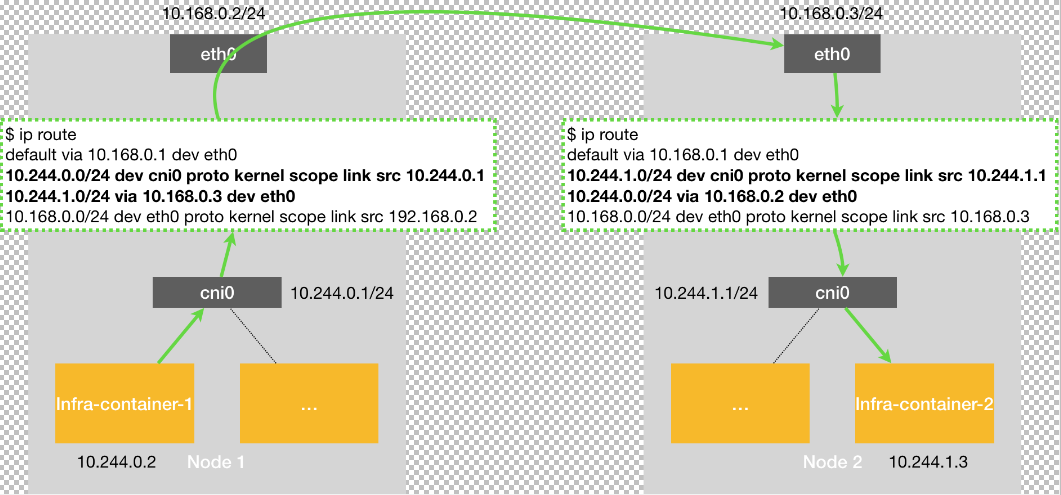 10.168.0.2/24
eth0
$ ip route
default via 10.168.0.1 dev eth0
10.244.0.0/24 dev cni0 proto kernel scope link src 10.244.0.1
10.244.1.0/24 via 10.168.0.3 dev eth0
10.168.0.0/24 dev eth0 proto kernel scope link src 192.168.0.2
cni0
10.244.0.1/24
Infra-container-1
...
10.244.0.2
Node 1
10.168.0.3/24
eth0
$ ip route
default via 10.168.0.1 dev eth0
10.244.1.0/24 dev cni0 proto kernel scope link src 10.244.1.1
10.244.0.0/24 via 10.168.0.2 dev eth0
10.168.0.0/24 dev eth0 proto kernel scope link src 10.168.0.3
10.244.1.1/24
cni0
...
Infra-container-2
Node 2
10.244.1.3